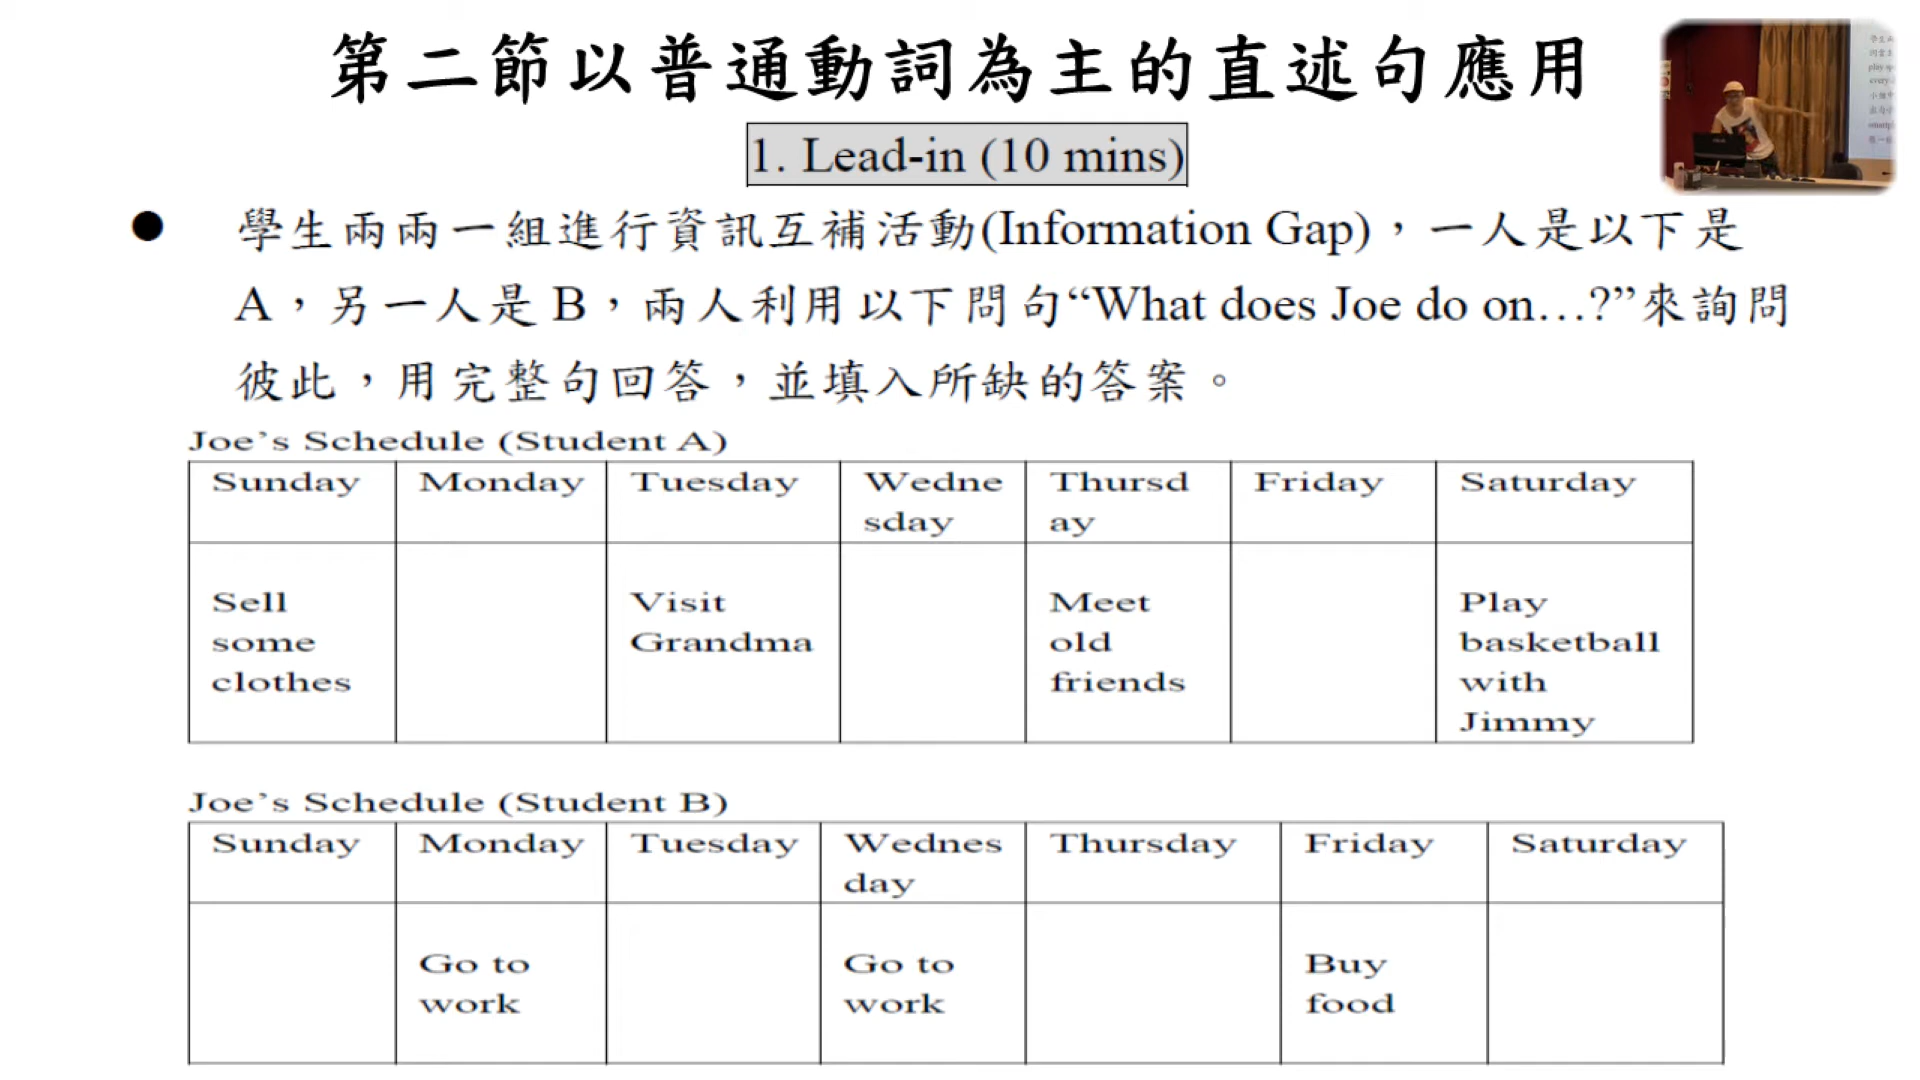 第二節以普通動詞為主的直述句應用
1. Lead-in (10 mins)
● 學生兩兩一組進行資訊互補活動(Information Gap)，一人是以下是
A，另一人是 B，兩人利用以下問句“What does Joe do on…?”來詢問
彼此，用完整句回答，並填入所缺的答案。
Joe’s Schedule (Student A)
Sunday Monday Tuesday Wedne Thursd Friday Saturday
sday ay
Sell Visit Meet Play
some Grandma old basketball
clothes friends with
Jimmy
Joe’s Schedule (Student B)
Sunday Monday Tuesday Wednes Thursday Friday Saturday
day
Go to Go to Buy
work work food